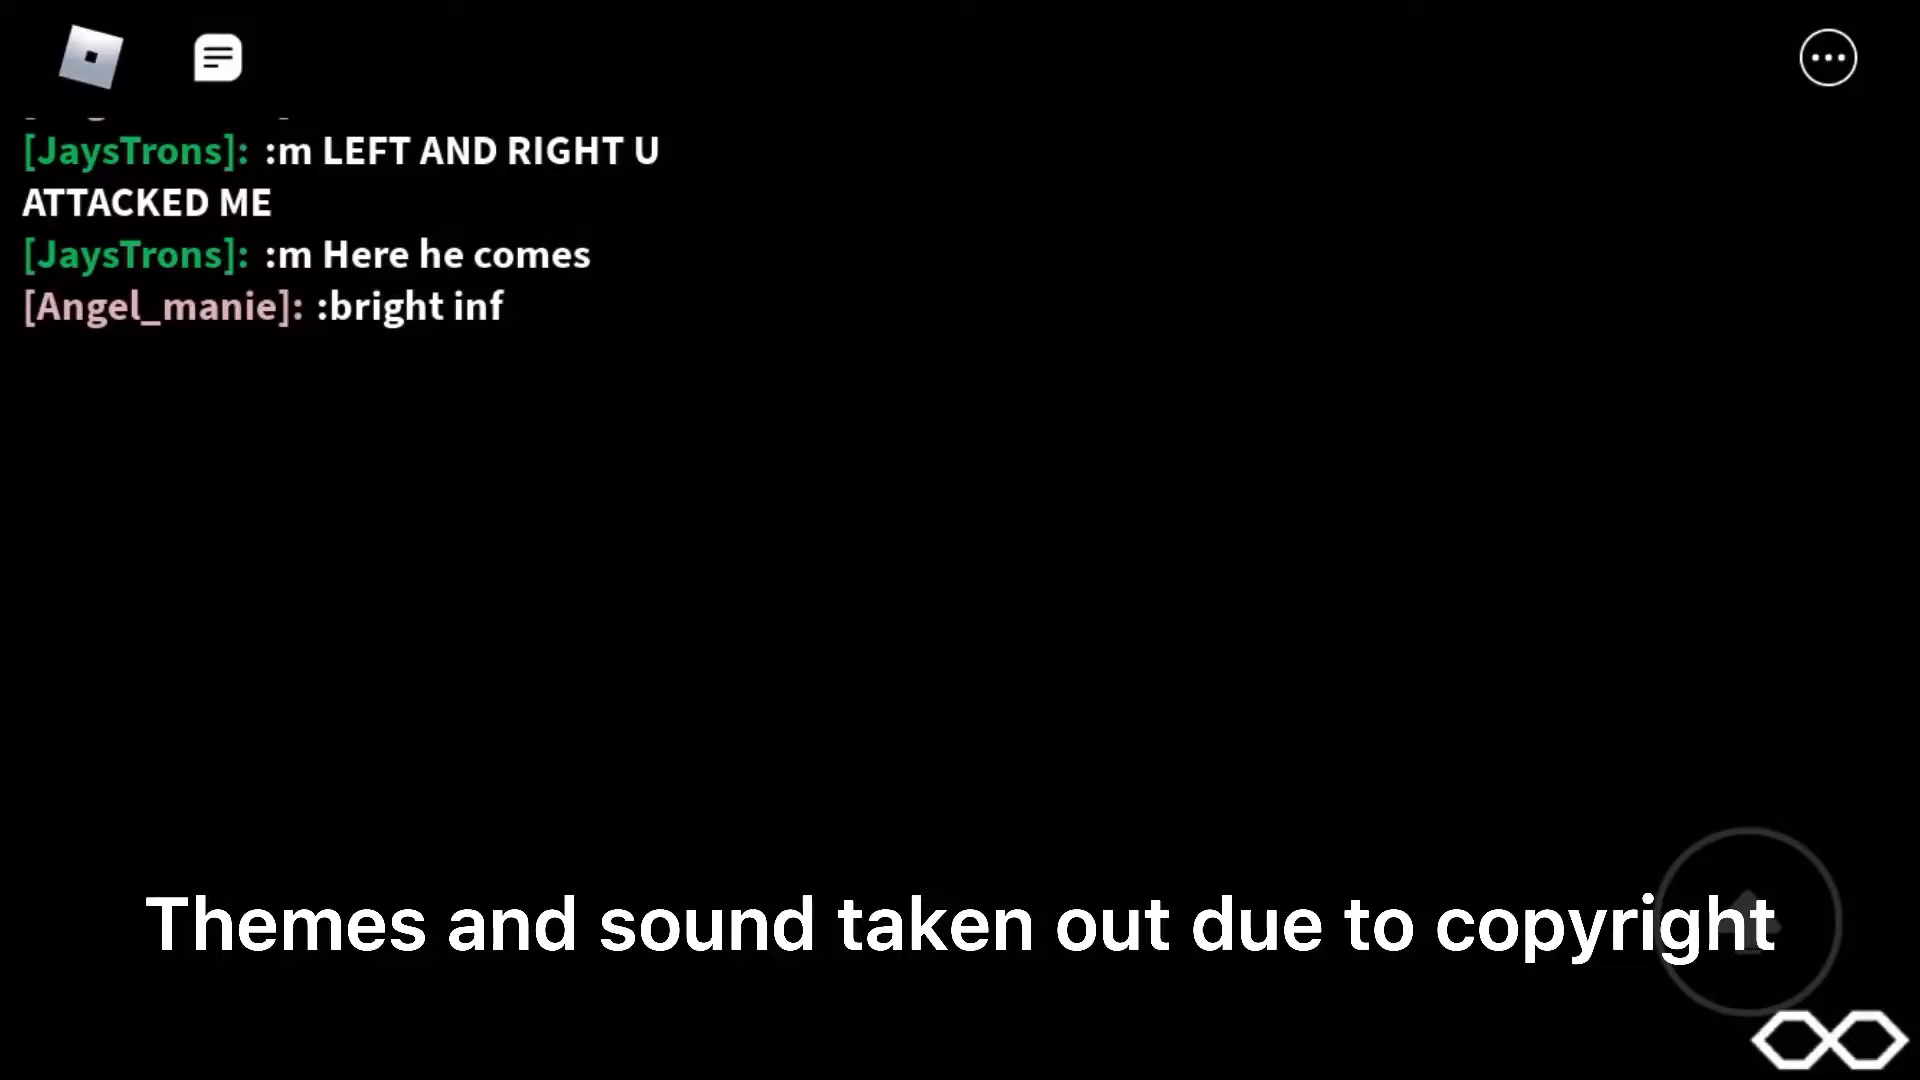 [JaysTrons]: :m LEFT AND RIGHT U
ATTACKED ME
[JaysTrons]: :m Here he comes
[Angel_manie]: :bright inf
Themes and sound taken out due to copyright